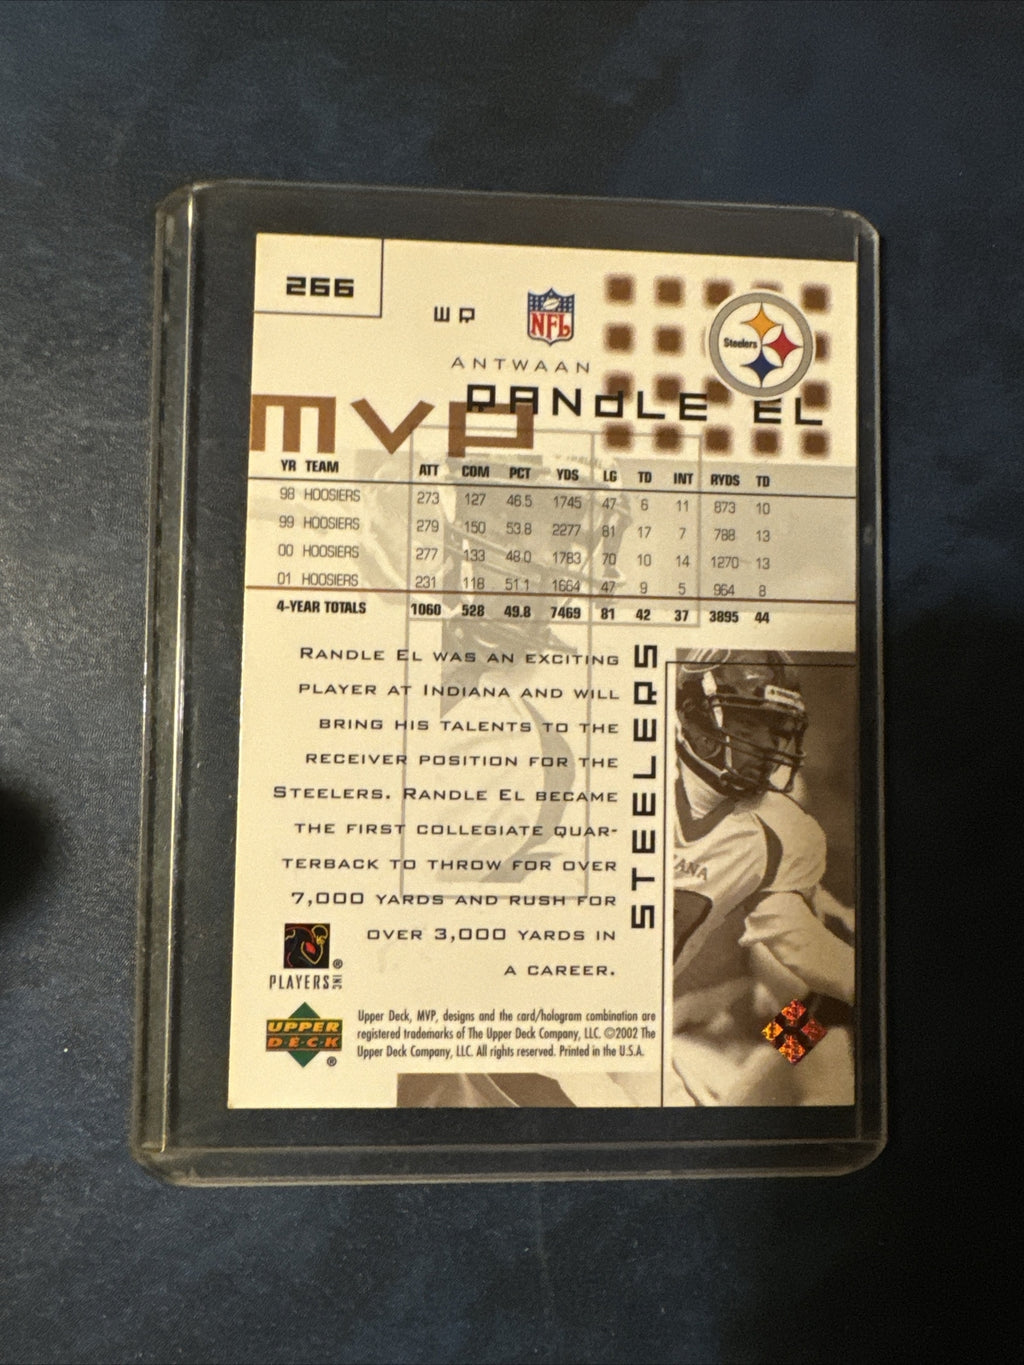 266
WR
NFL
Steelers
ANTWAAN
RANDLE EL
MVP
YR TEAM ATT COM PCT YDS LG TD INT RYDS TD
98 HOOSIERS 273 127 46.5 1745 47 6 11 873 10
99 HOOSIERS 279 150 53.8 2277 81 17 7 788 13
00 HOOSIERS 277 133 48.0 1783 70 10 14 1270 13
01 HOOSIERS 231 118 51.1 1664 47 9 5 964 8
4-YEAR TOTALS 1060 528 49.8 7469 81 42 37 3895 44
RANDLE EL WAS AN EXCITING
PLAYER AT INDIANA AND WILL
BRING HIS TALENTS TO THE
RECEIVER POSITION FOR THE
STEELERS. RANDLE EL BECAME
THE FIRST COLLEGIATE QUAR-
TERBACK TO THROW FOR OVER
7,000 YARDS AND RUSH FOR
OVER 3,000 YARDS IN
A CAREER.
STEELERS
IANA
PLAYERS INC ®
UPPER
DECK ®
Upper Deck, MVP, designs and the card/hologram combination are
registered trademarks of The Upper Deck Company, LLC. ©2002 The
Upper Deck Company, LLC. All rights reserved. Printed in the U.S.A.